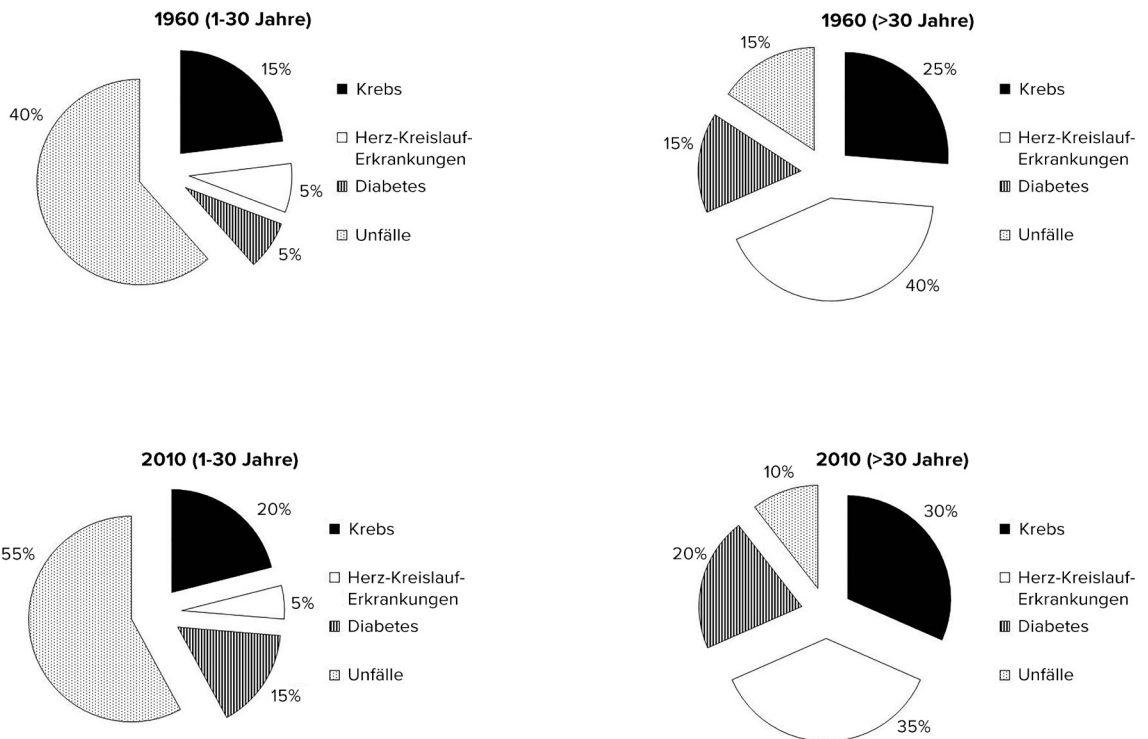 1960 (1-30 Jahre)
15%
40%
5%
5%
Krebs
Herz-Kreislauf-
Erkrankungen
Diabetes
Unfälle
1960 (>30 Jahre)
15%
25%
15%
40%
Krebs
Herz-Kreislauf-
Erkrankungen
Diabetes
Unfälle
2010 (1-30 Jahre)
20%
55%
5%
15%
Krebs
Herz-Kreislauf-
Erkrankungen
Diabetes
Unfälle
2010 (>30 Jahre)
10%
30%
20%
35%
Krebs
Herz-Kreislauf-
Erkrankungen
Diabetes
Unfälle